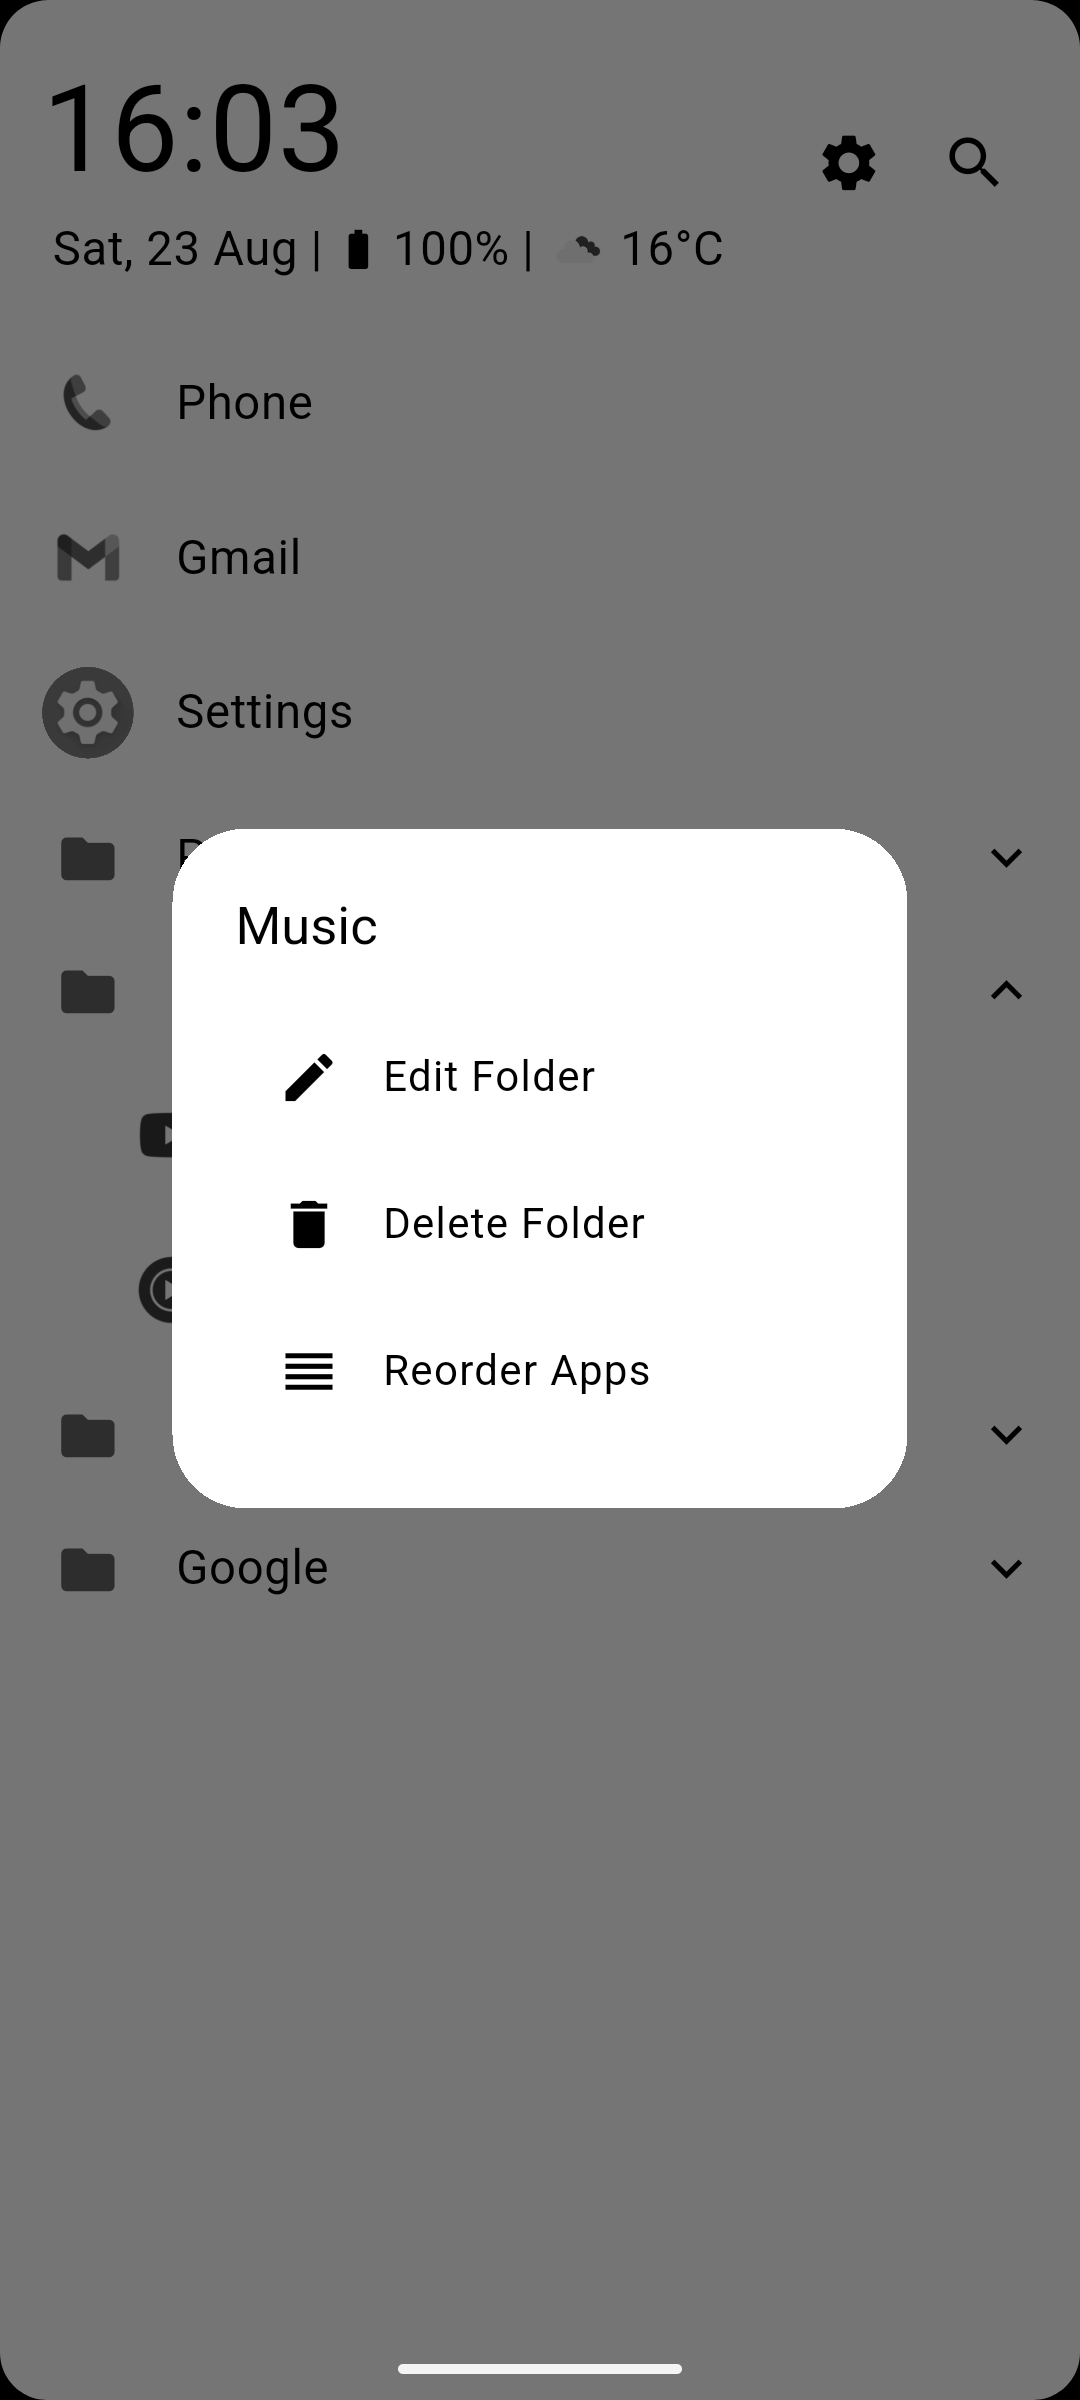 16:03
Sat, 23 Aug | 100% | 16°C
Phone
Gmail
Settings
Music
Edit Folder
Delete Folder
Reorder Apps
Google